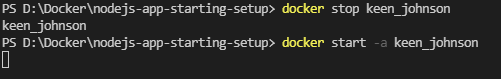 PS D:\Docker\nodejs-app-starting-setup> docker stop keen_johnson
keen_johnson
PS D:\Docker\nodejs-app-starting-setup> docker start -a keen_johnson